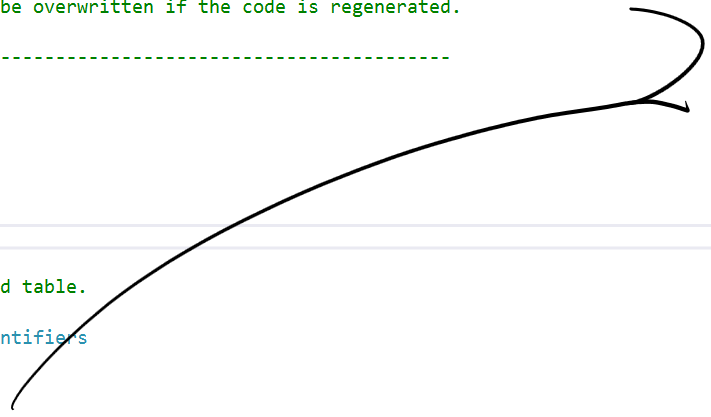 be overwritten if the code is regenerated.
-----------------------------------------
d table.
ntifiers